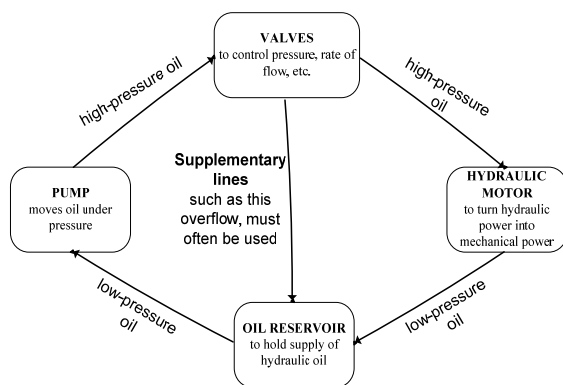 VALVES
to control pressure, rate of
flow, etc.
high-pressure oil
high-pressure
oil
Supplementary
lines
such as this
overflow, must
often be used
PUMP
moves oil under
pressure
HYDRAULIC
MOTOR
to turn hydraulic
power into
mechanical power
low-pressure
oil
low-pressure
oil
OIL RESERVOIR
to hold supply of
hydraulic oil